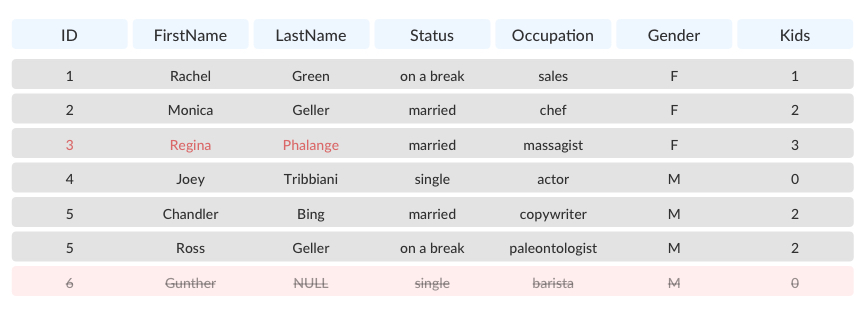 ID FirstName LastName Status Occupation Gender Kids
1 Rachel Green on a break sales F 1
2 Monica Geller married chef F 2
3 Regina Phalange married massagist F 3
4 Joey Tribbiani single actor M 0
5 Chandler Bing married copywriter M 2
5 Ross Geller on a break paleontologist M 2
6 Gunther NULL single barista M 0